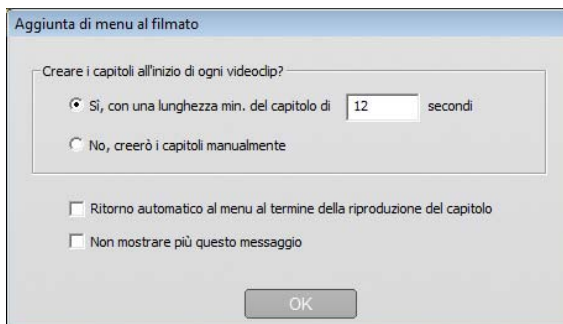 Aggiunta di menu al filmato
Creare i capitoli all'inizio di ogni videoclip?
Sì, con una lunghezza min. del capitolo di 12 secondi
No, creerò i capitoli manualmente
Ritorno automatico al menu al termine della riproduzione del capitolo
Non mostrare più questo messaggio
OK